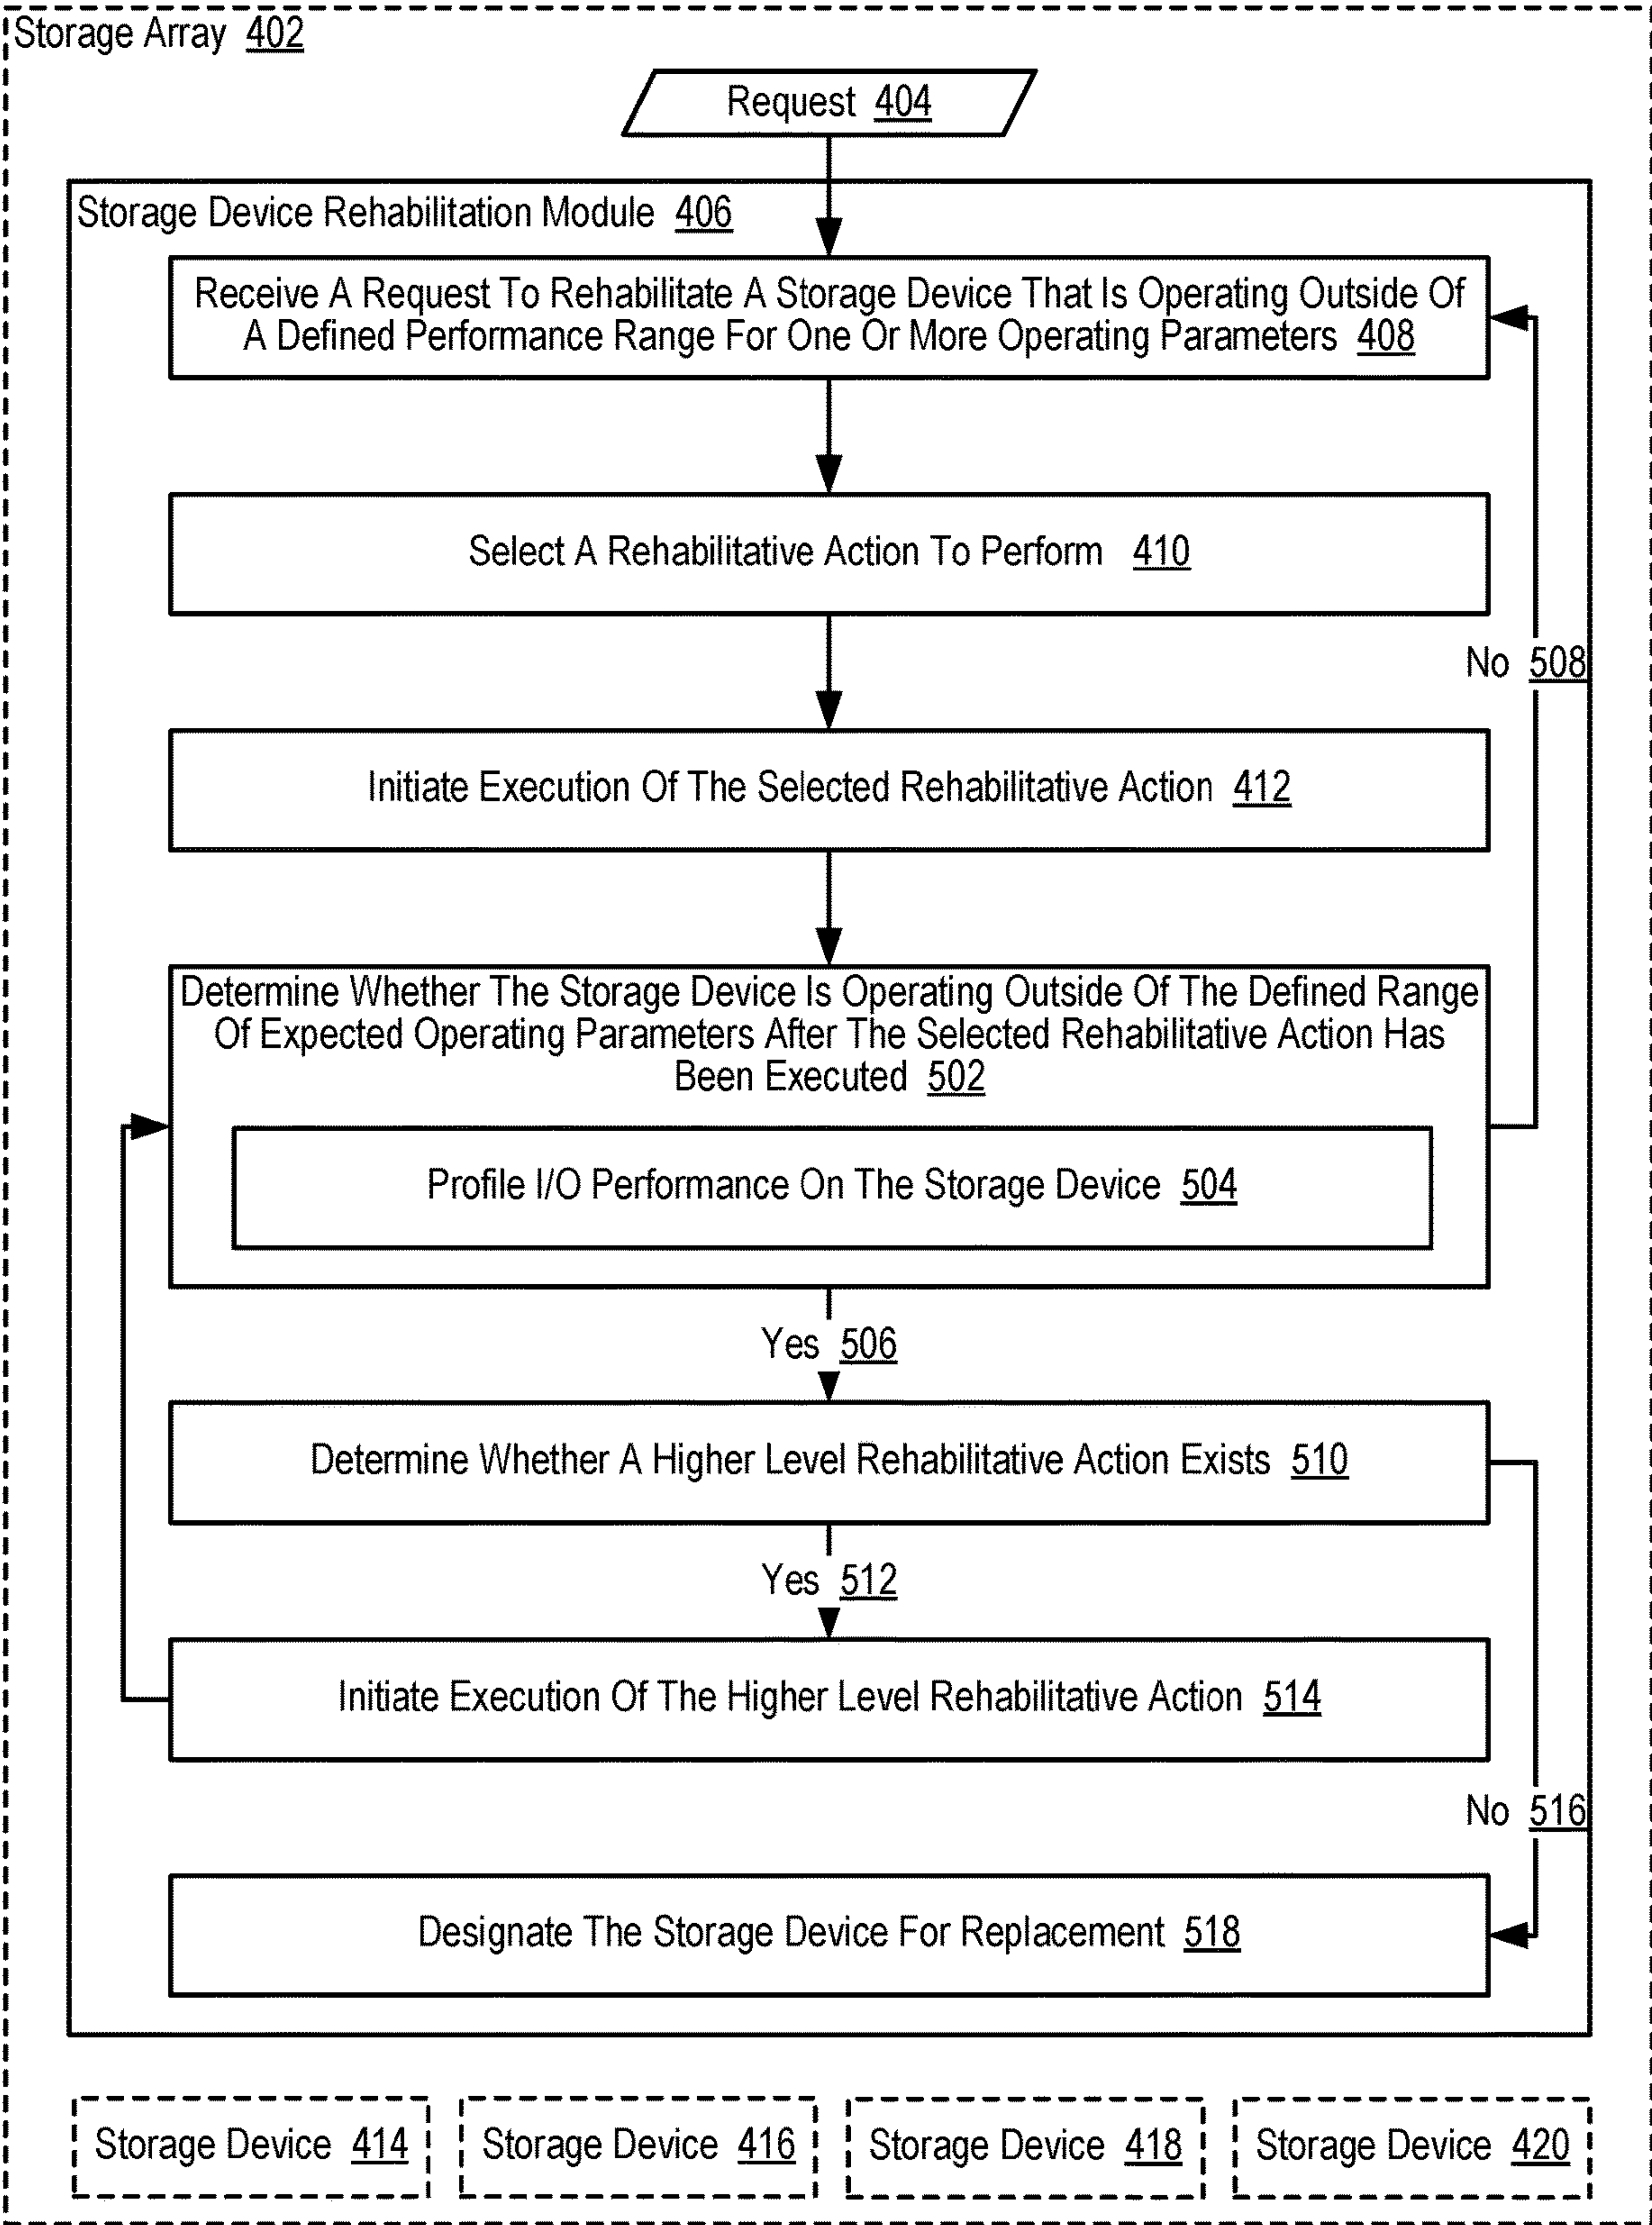 Storage Array 402
Request 404
Storage Device Rehabilitation Module 406
Receive A Request To Rehabilitate A Storage Device That Is Operating Outside Of
A Defined Performance Range For One Or More Operating Parameters 408
Select A Rehabilitative Action To Perform 410
No 508
Initiate Execution Of The Selected Rehabilitative Action 412
Determine Whether The Storage Device Is Operating Outside Of The Defined Range
Of Expected Operating Parameters After The Selected Rehabilitative Action Has
Been Executed 502
Profile I/O Performance On The Storage Device 504
Yes 506
Determine Whether A Higher Level Rehabilitative Action Exists 510
Yes 512
Initiate Execution Of The Higher Level Rehabilitative Action 514
No 516
Designate The Storage Device For Replacement 518
Storage Device 414
Storage Device 416
Storage Device 418
Storage Device 420